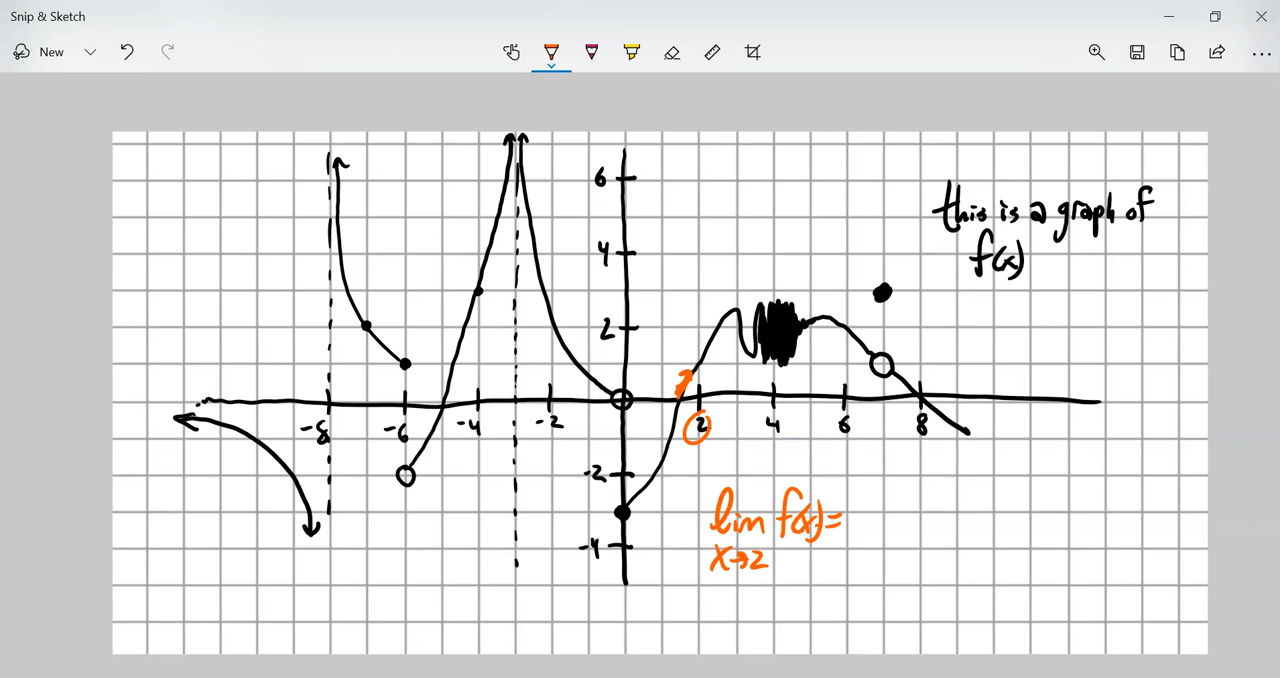 Snip & Sketch
New
this is a graph of
f(x)
6
4
2
-8 -6 -4 -2 2 4 6 8
-2
-4
lim f(x)=
x→2